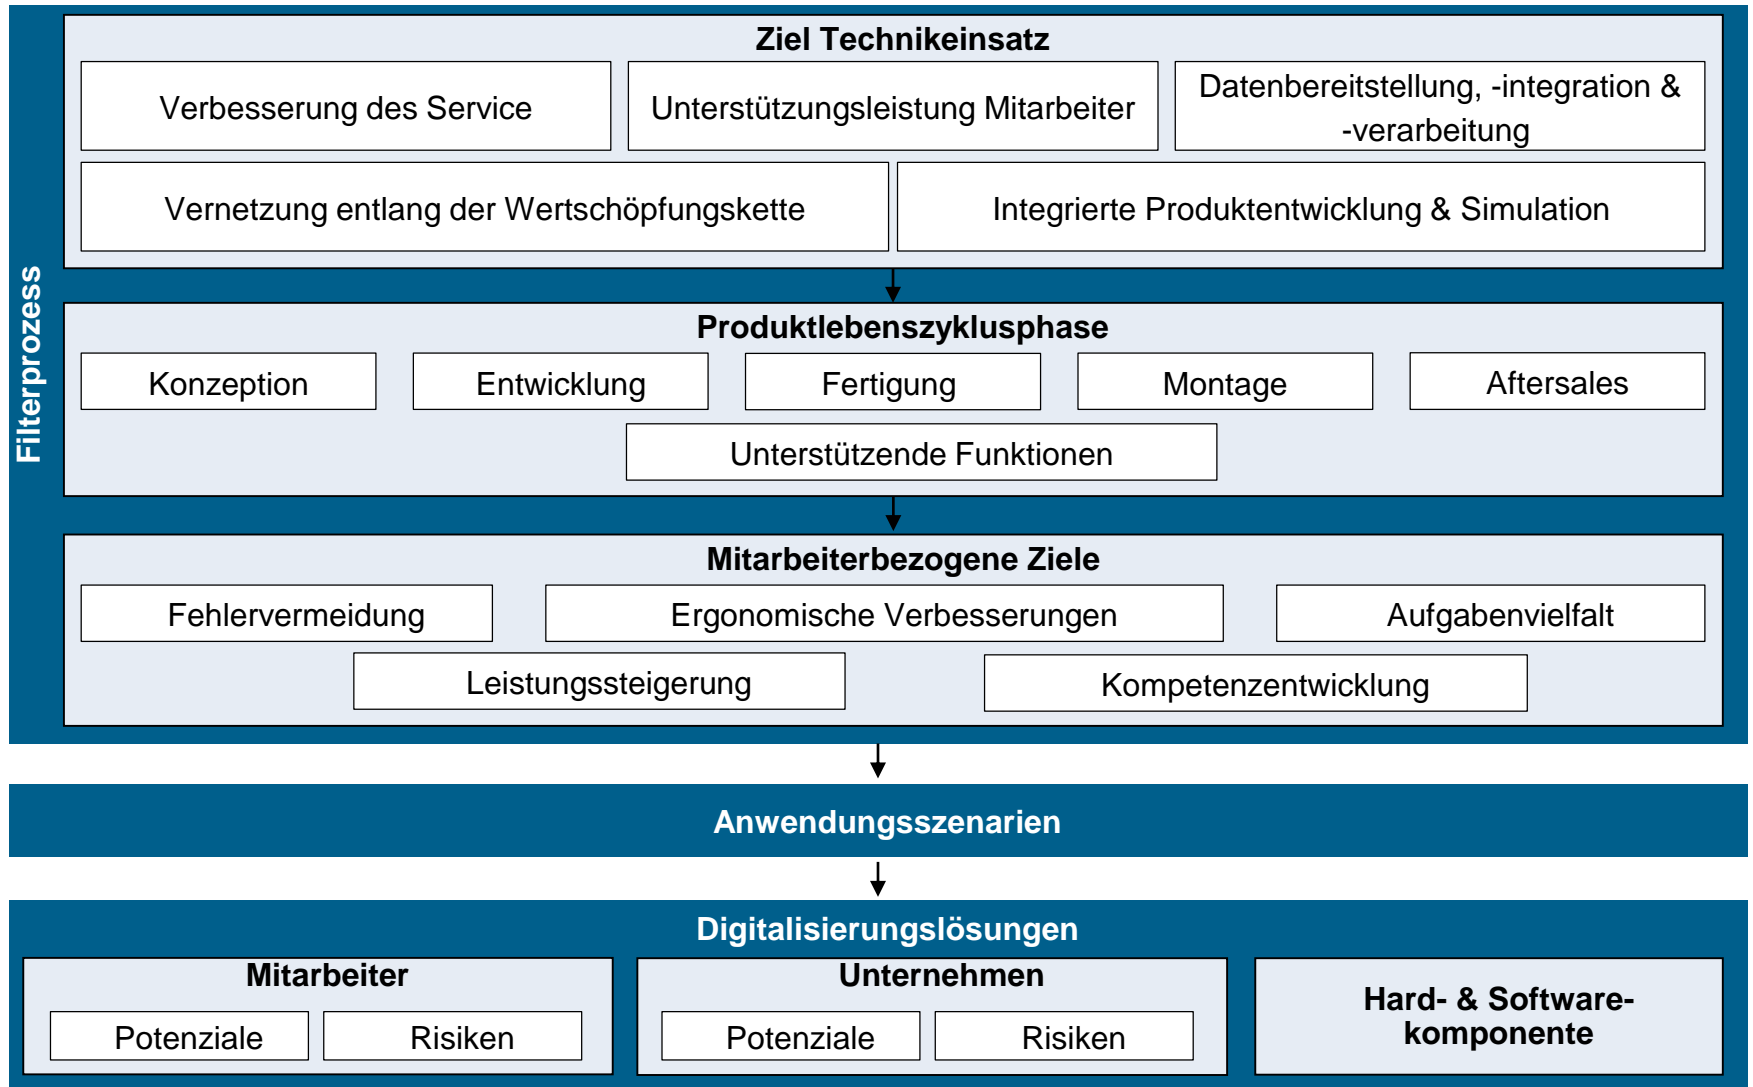 Filterprozess
Ziel Technikeinsatz
Verbesserung des Service
Unterstützungsleistung Mitarbeiter
Datenbereitstellung, -integration &
-verarbeitung
Vernetzung entlang der Wertschöpfungskette
Integrierte Produktentwicklung & Simulation
Produktlebenszyklusphase
Konzeption
Entwicklung
Fertigung
Montage
Aftersales
Unterstützende Funktionen
Mitarbeiterbezogene Ziele
Fehlervermeidung
Ergonomische Verbesserungen
Aufgabenvielfalt
Leistungssteigerung
Kompetenzentwicklung
Anwendungsszenarien
Digitalisierungslösungen
Mitarbeiter
Potenziale
Risiken
Unternehmen
Potenziale
Risiken
Hard- & Software-
komponente